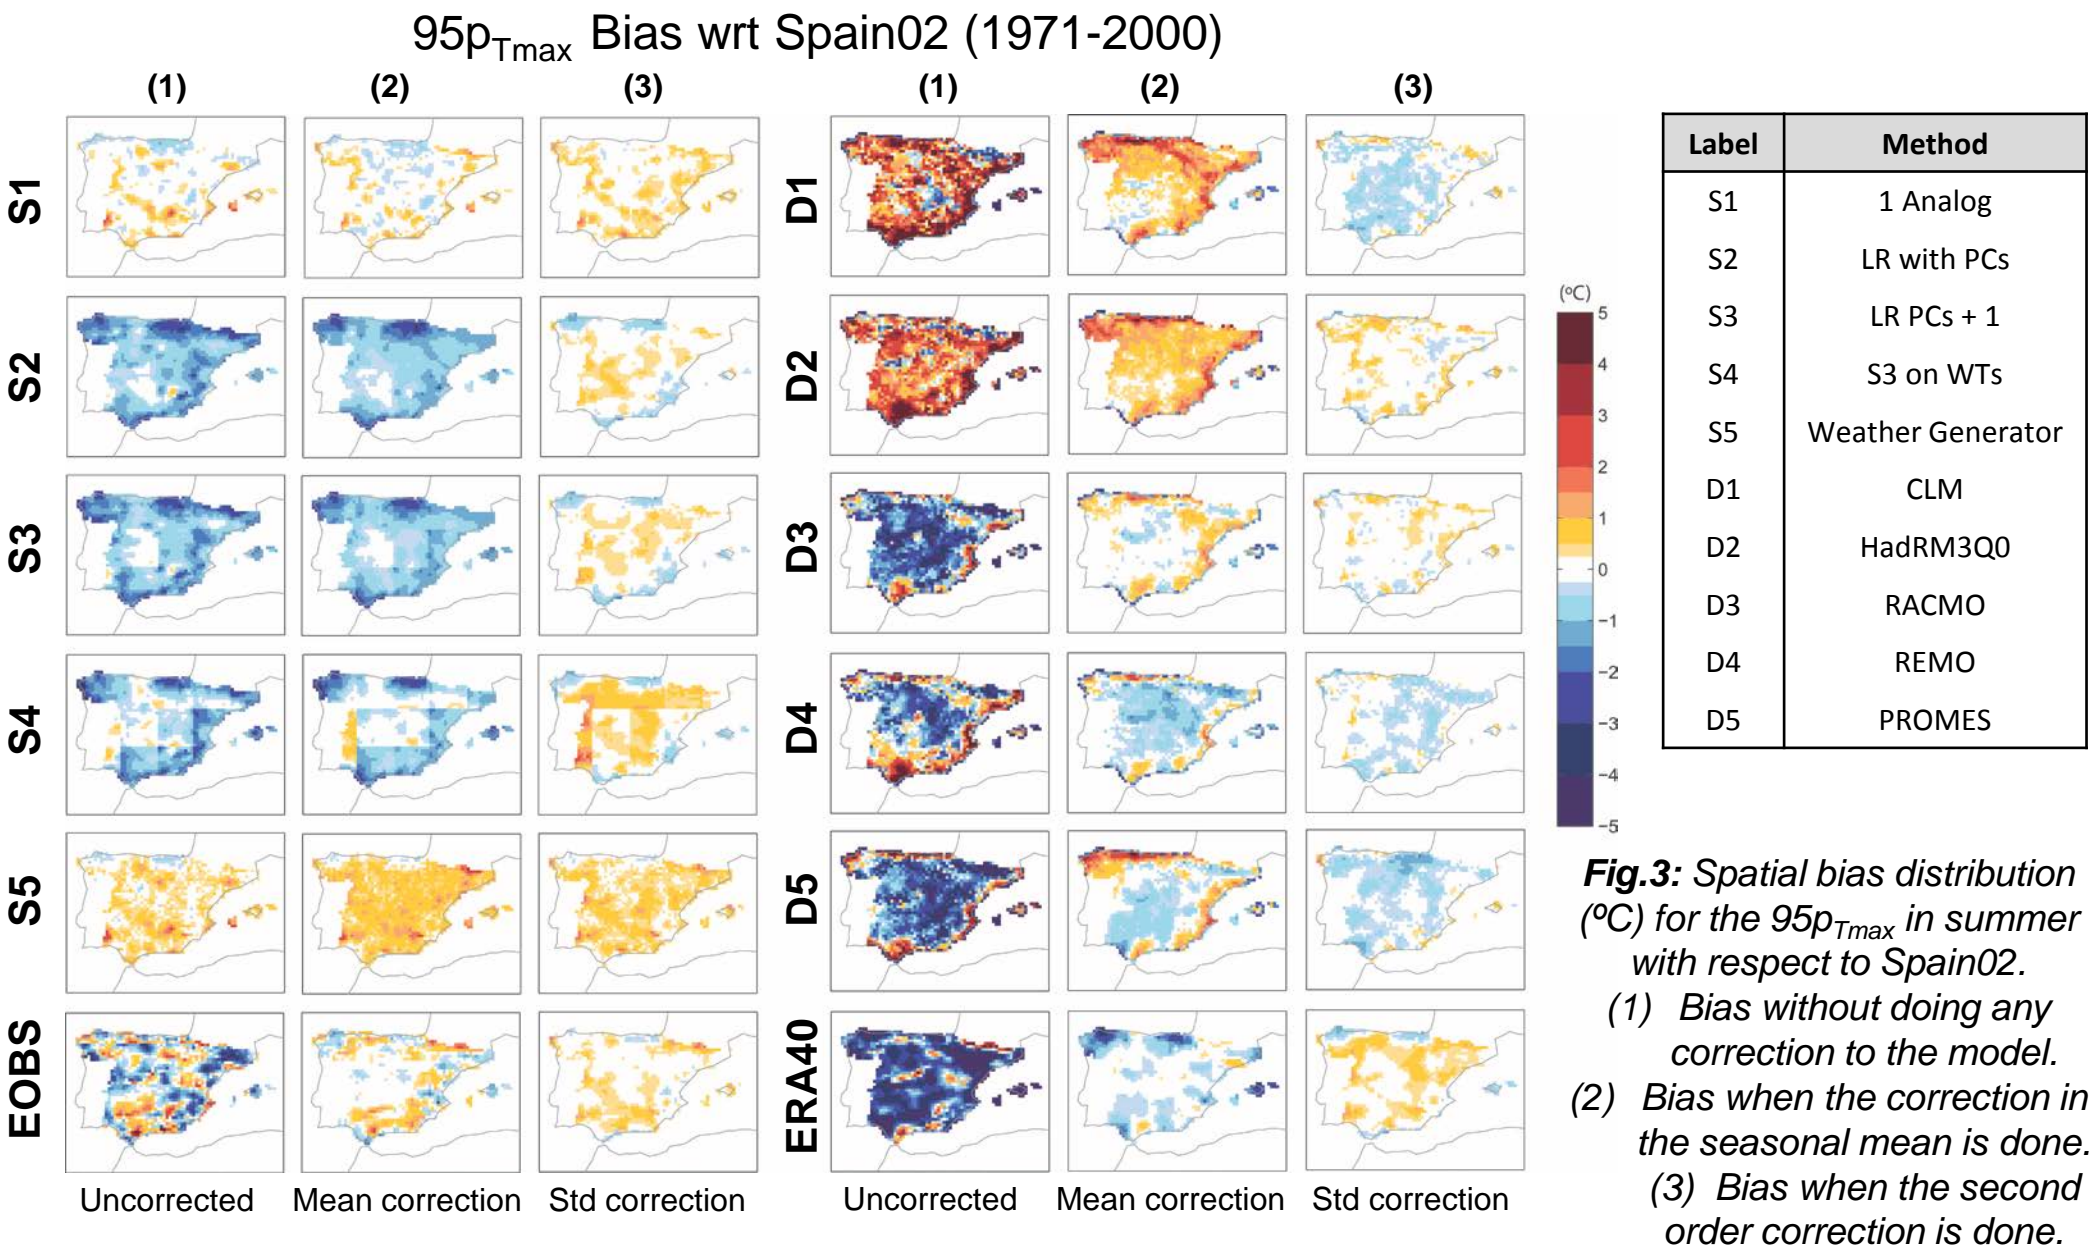 95pTmax Bias wrt Spain02 (1971-2000)
(1) (2) (3) (1) (2) (3)
S1
S2
S3
S4
S5
EOBS
D1
D2
D3
D4
D5
ERA40
Uncorrected Mean correction Std correction Uncorrected Mean correction Std correction
(ºC)
5
4
3
2
1
0
−1
−2
−3
−4
−5
Label Method
S1 1 Analog
S2 LR with PCs
S3 LR PCs + 1
S4 S3 on WTs
S5 Weather Generator
D1 CLM
D2 HadRM3Q0
D3 RACMO
D4 REMO
D5 PROMES
Fig.3: Spatial bias distribution
(ºC) for the 95pTmax in summer
with respect to Spain02.
(1) Bias without doing any
correction to the model.
(2) Bias when the correction in
the seasonal mean is done.
(3) Bias when the second
order correction is done.